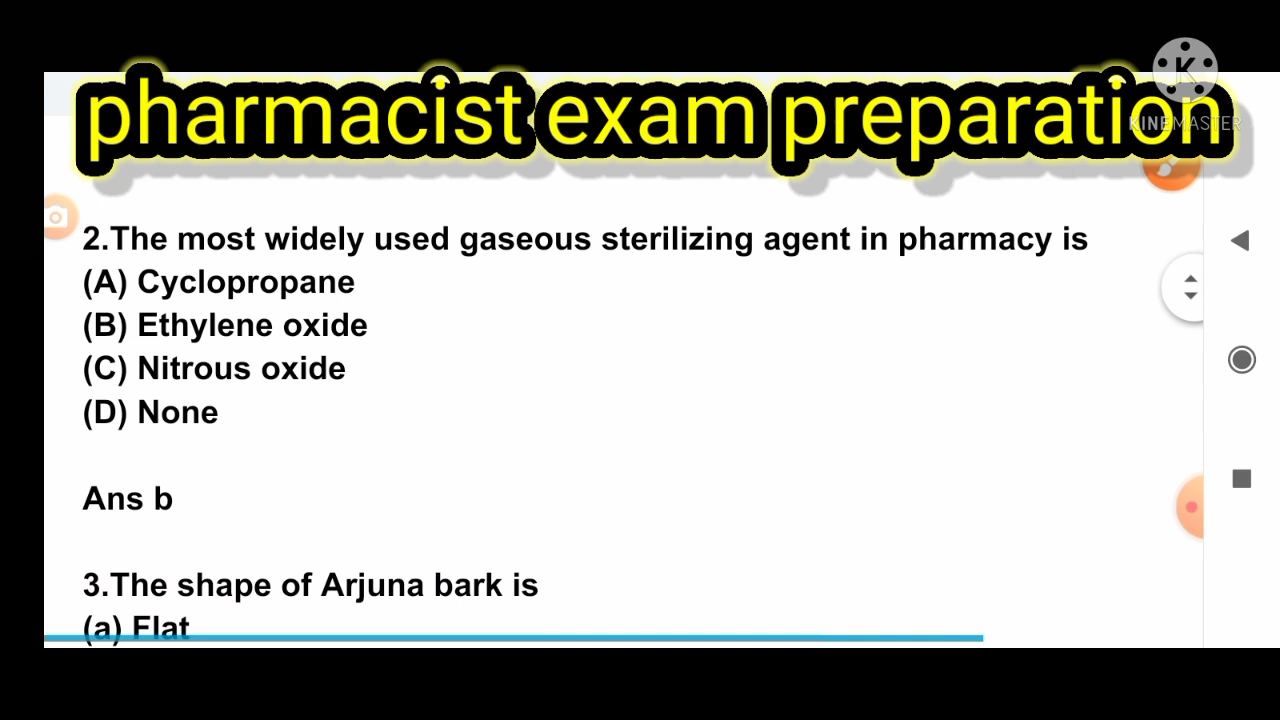 pharmacist exam preparation
KINEMASTER
2.The most widely used gaseous sterilizing agent in pharmacy is
(A) Cyclopropane
(B) Ethylene oxide
(C) Nitrous oxide
(D) None
Ans b
3.The shape of Arjuna bark is
(a) Flat